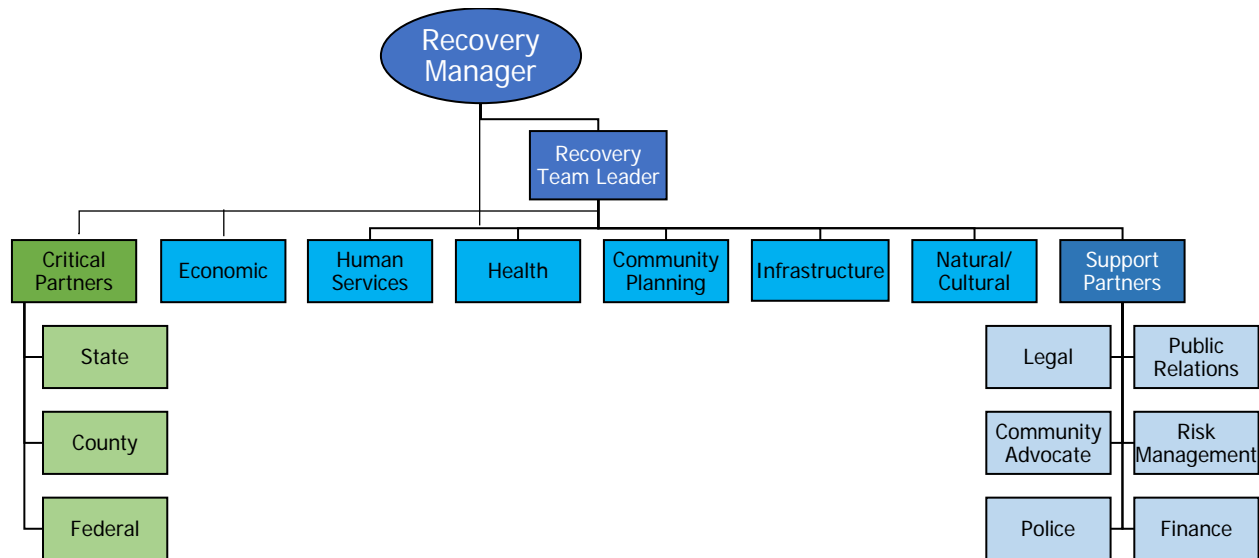 Recovery
Manager
Recovery
Team Leader
Critical
Partners
Economic
Human
Services
Health
Community
Planning
Infrastructure
Natural/
Cultural
Support
Partners
State
County
Federal
Legal
Public
Relations
Community
Advocate
Risk
Management
Police
Finance